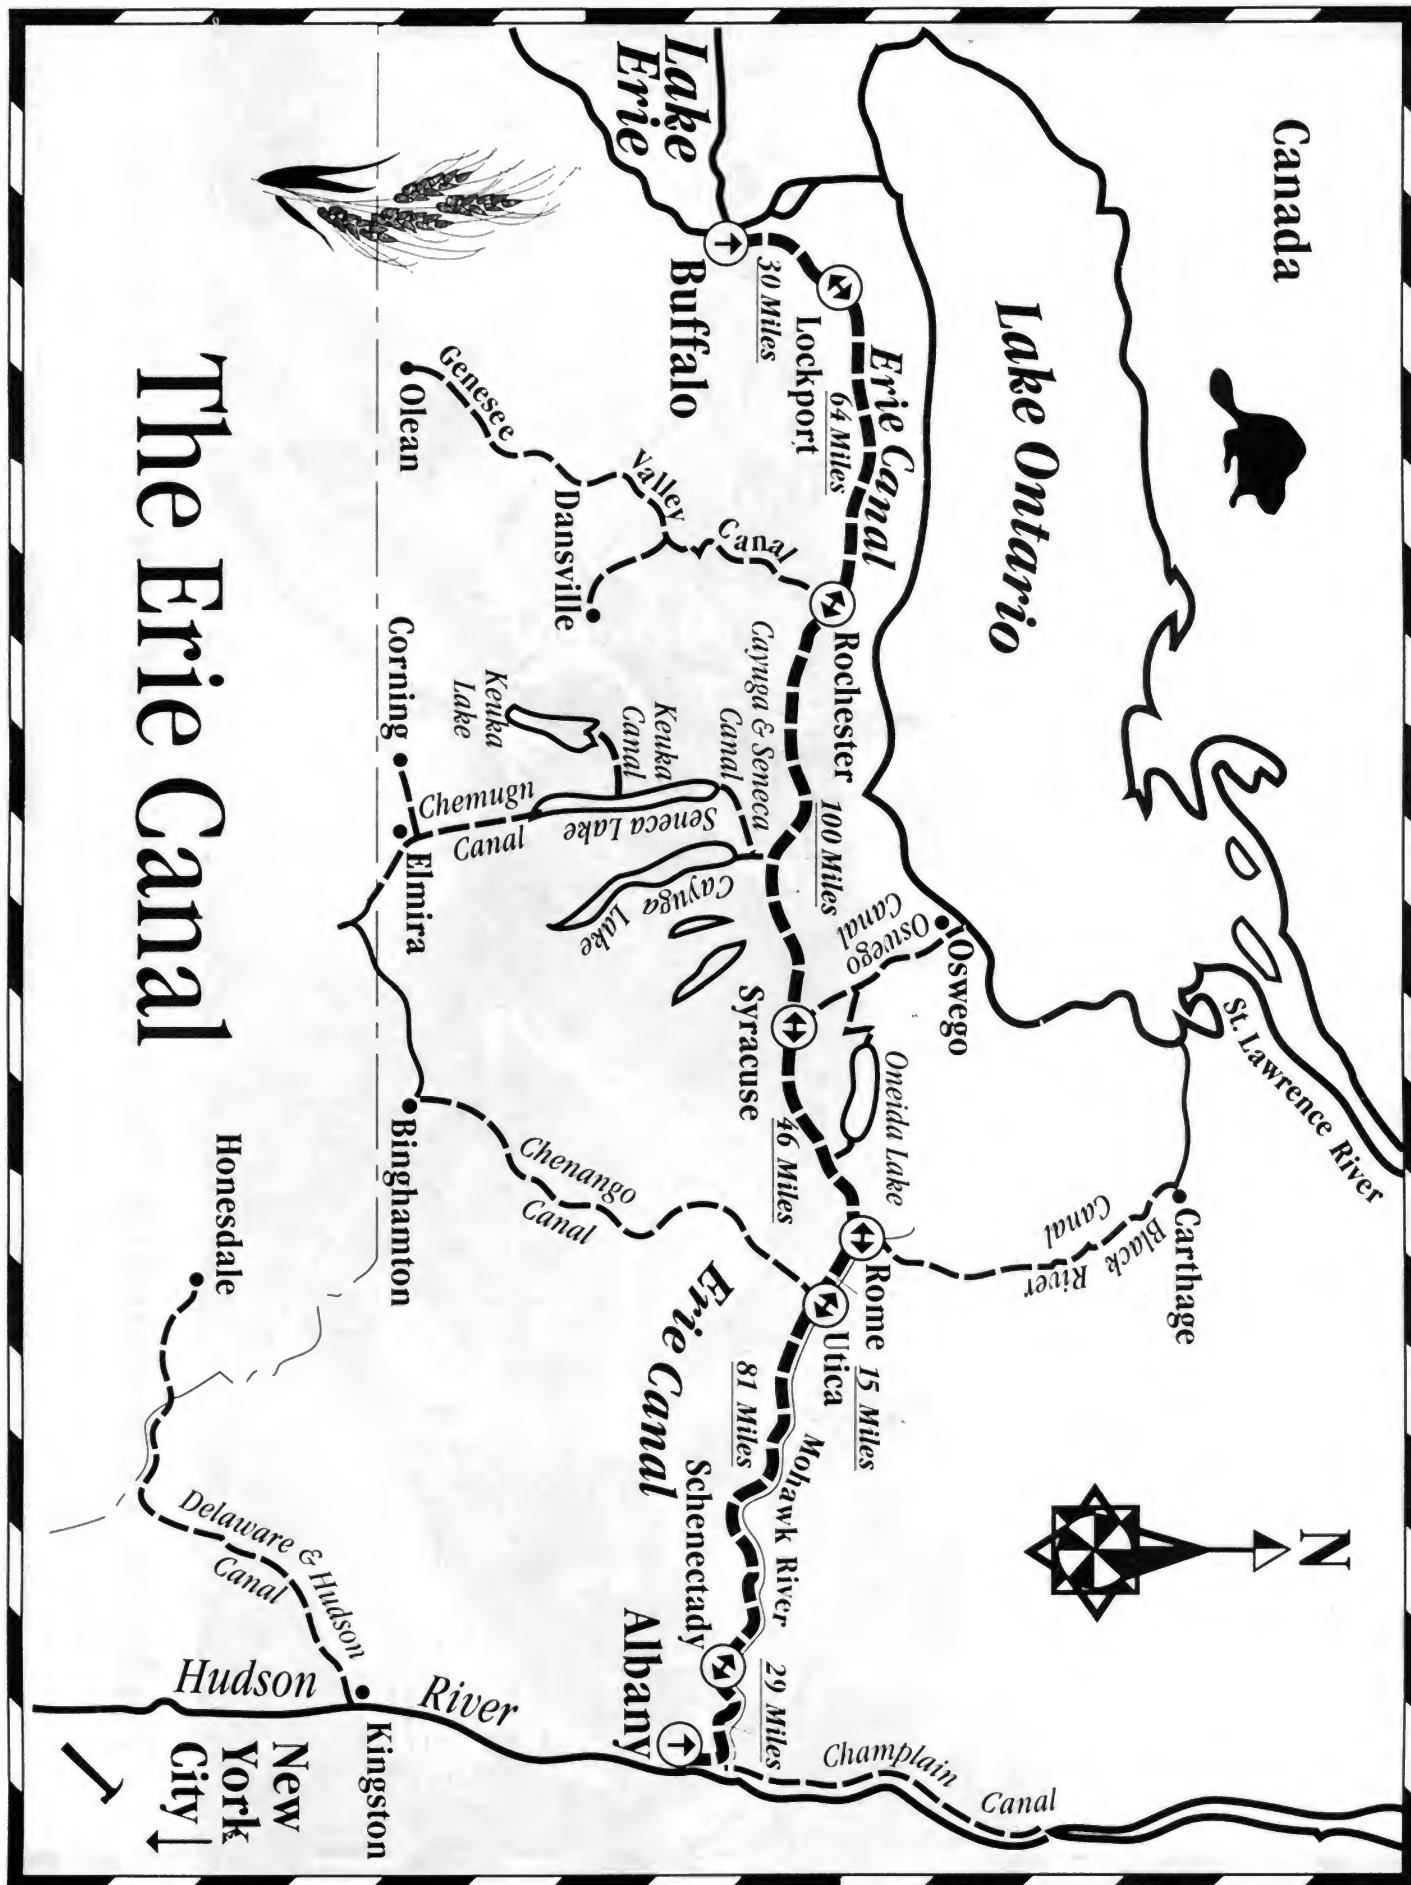 Canada
N
Lake Ontario
St. Lawrence River
Carthage
Black
River
Canal
Lake
Erie
Buffalo
30 Miles
Lockport
Erie Canal
64 Miles
Rochester
100 Miles
Oswego
Oswego
Canal
Oneida Lake
Syracuse
46 Miles
Rome
15 Miles
Utica
81 Miles
Mohawk River
Erie Canal
Schenectady
29 Miles
Albany
Champlain
Canal
Genesee
Valley
Canal
Olean
Dansville
Cayuga & Seneca
Canal
Keuka
Canal
Keuka
Lake
Seneca Lake
Cayuga
Lake
Corning
Chemugn
Canal
Elmira
Binghamton
Chenango
Canal
Honesdale
Delaware & Hudson
Canal
Kingston
Hudson River
New
York
City
The Erie Canal